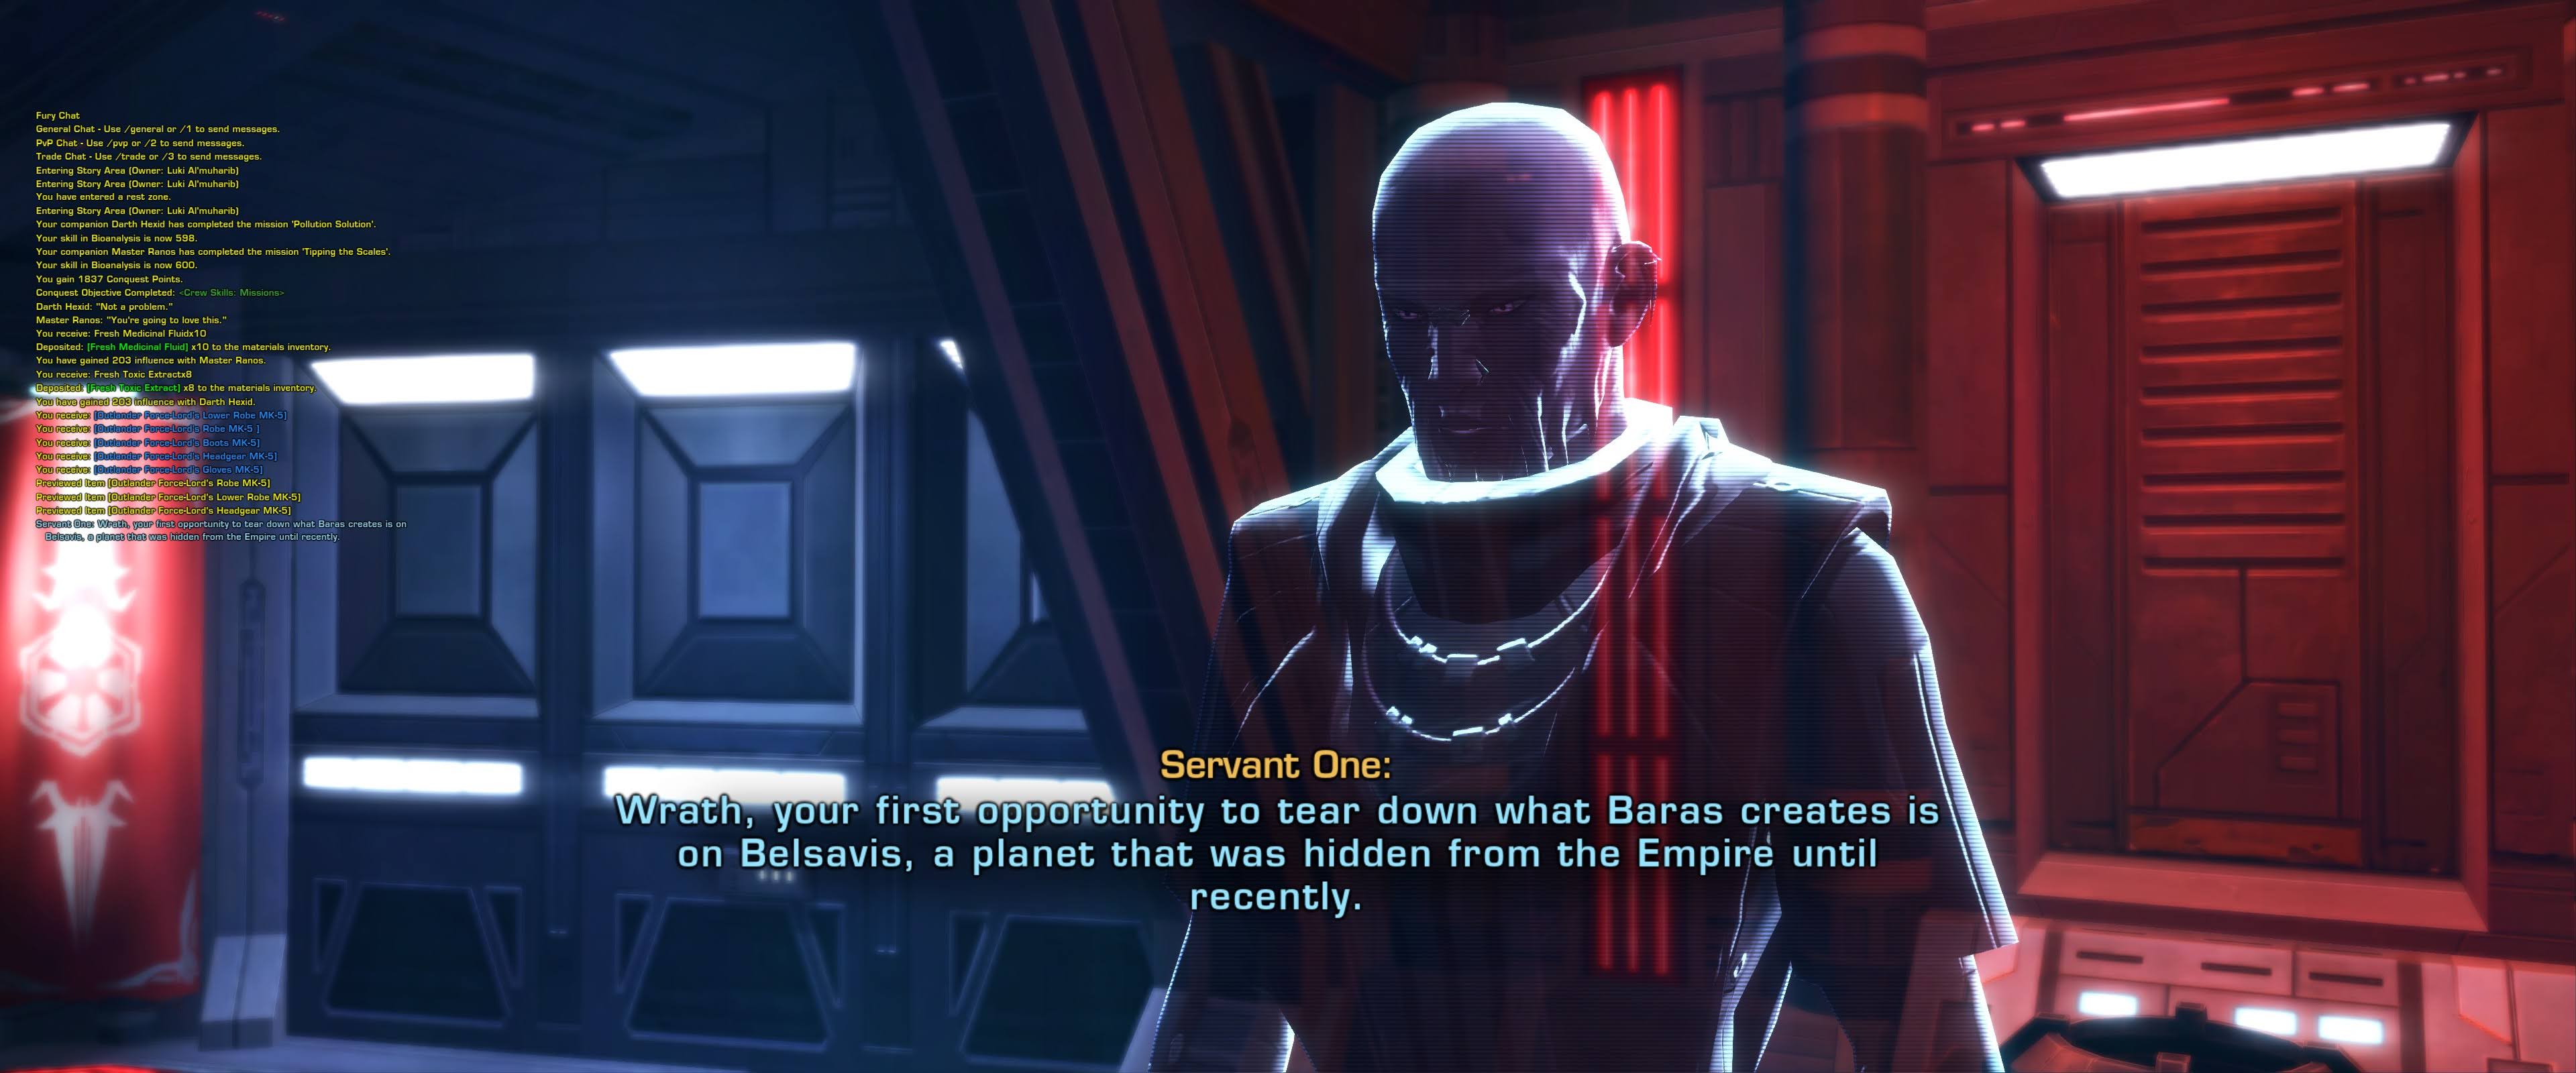 Fury Chat
General Chat - Use /general or /1 to send messages.
PvP Chat - Use /pvp or /2 to send messages.
Trade Chat - Use /trade or /3 to send messages.
Entering Story Area (Owner: Luki Al'muharib)
Entering Story Area (Owner: Luki Al'muharib)
You have entered a rest zone.
Entering Story Area (Owner: Luki Al'muharib)
Your companion Darth Hexid has completed the mission 'Pollution Solution'.
Your skill in Bioanalysis is now 598.
Your companion Master Ranos has completed the mission 'Tipping the Scales'.
Your skill in Bioanalysis is now 600.
You gain 1837 Conquest Points.
Conquest Objective Completed: <Crew Skills: Missions>
Darth Hexid: "Not a problem."
Master Ranos: "You're going to love this."
You receive: Fresh Medicinal Fluidx10
Deposited: [Fresh Medicinal Fluid] x10 to the materials inventory.
You have gained 203 influence with Master Ranos.
You receive: Fresh Toxic Extractx8
Deposited: [Fresh Toxic Extract] x8 to the materials inventory.
You have gained 203 influence with Darth Hexid.
You receive: [Outlander Force-Lord's Lower Robe MK-5]
You receive: [Outlander Force-Lord's Robe MK-5 ]
You receive: [Outlander Force-Lord's Boots MK-5]
You receive: [Outlander Force-Lord's Headgear MK-5]
You receive: [Outlander Force-Lord's Gloves MK-5]
Previewed Item [Outlander Force-Lord's Robe MK-5]
Previewed Item [Outlander Force-Lord's Lower Robe MK-5]
Previewed Item [Outlander Force-Lord's Headgear MK-5]
Servant One: Wrath, your first opportunity to tear down what Baras creates is on
Belsavis, a planet that was hidden from the Empire until recently.
Servant One:
Wrath, your first opportunity to tear down what Baras creates is
on Belsavis, a planet that was hidden from the Empire until
recently.